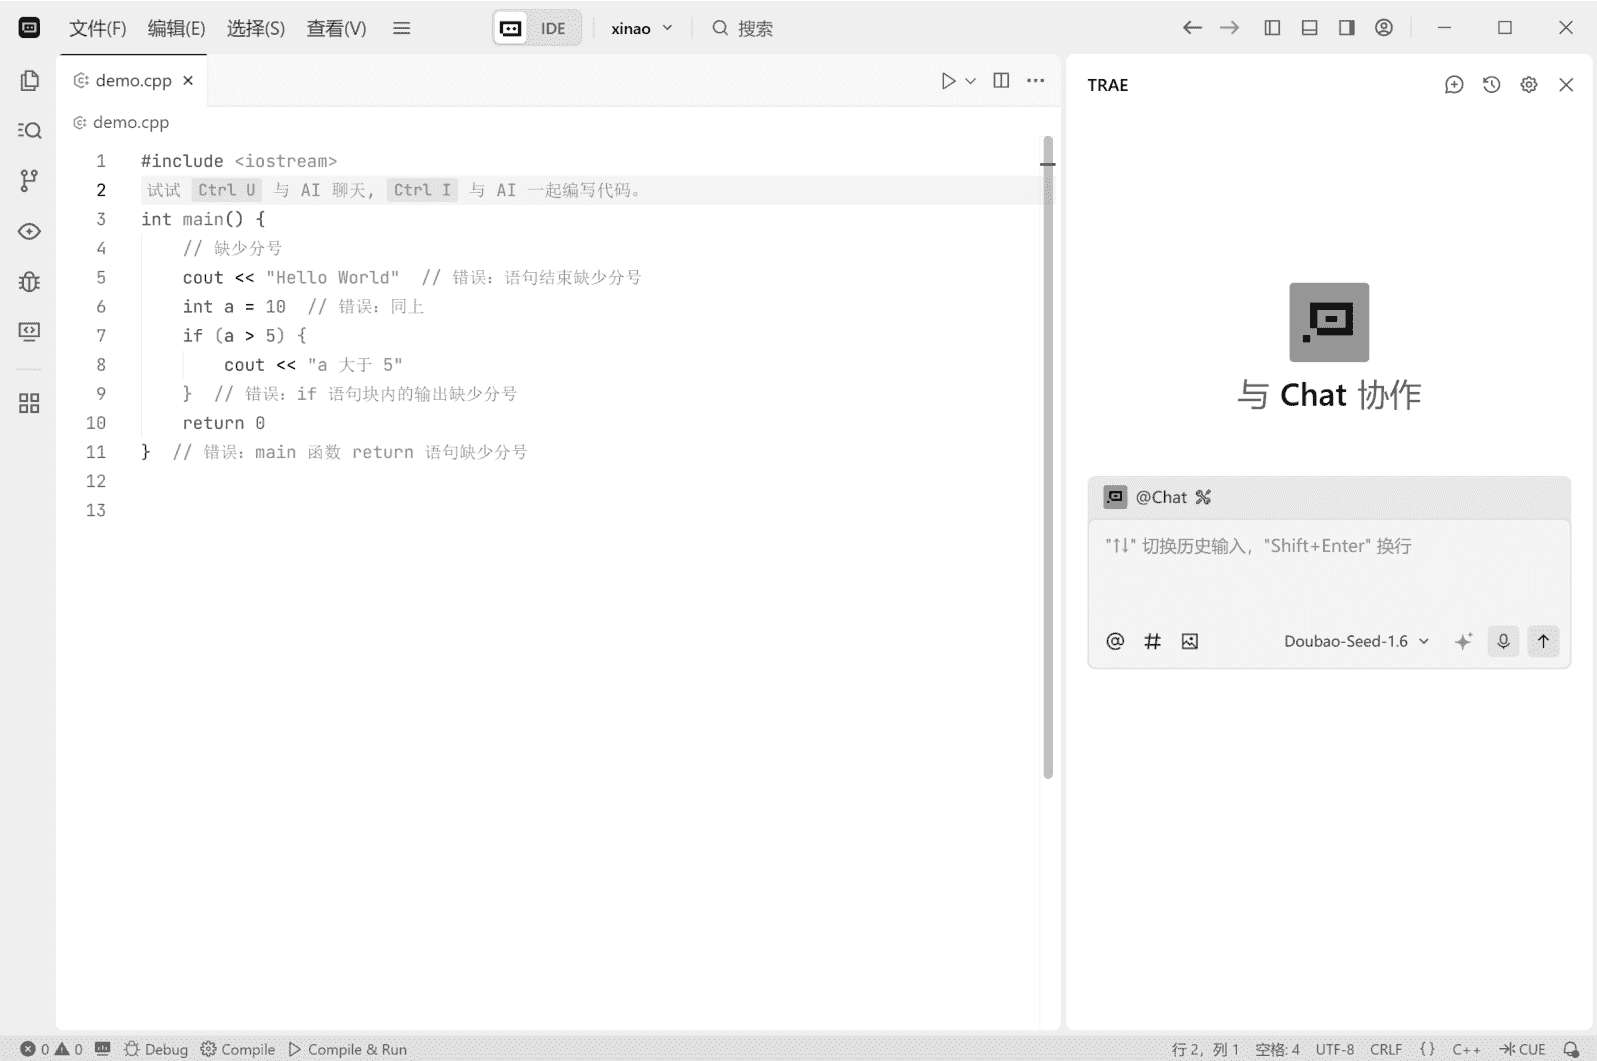 文件(F) 编辑(E) 选择(S) 查看(V) IDE xinao 搜索
demo.cpp
demo.cpp
1 #include <iostream>
2 试试 Ctrl U 与 AI 聊天, Ctrl I 与 AI 一起编写代码。
3 int main() {
4 // 缺少分号
5 cout << "Hello World" // 错误：语句结束缺少分号
6 int a = 10 // 错误：同上
7 if (a > 5) {
8 cout << "a 大于 5"
9 } // 错误：if 语句块内的输出缺少分号
10 return 0
11 } // 错误：main 函数 return 语句缺少分号
12
13
TRAE
与 Chat 协作
@Chat
"↑↓" 切换历史输入，"Shift+Enter" 换行
Doubao-Seed-1.6
0 0 Debug Compile Compile & Run 行 2，列 1 空格: 4 UTF-8 CRLF {} C++ CUE